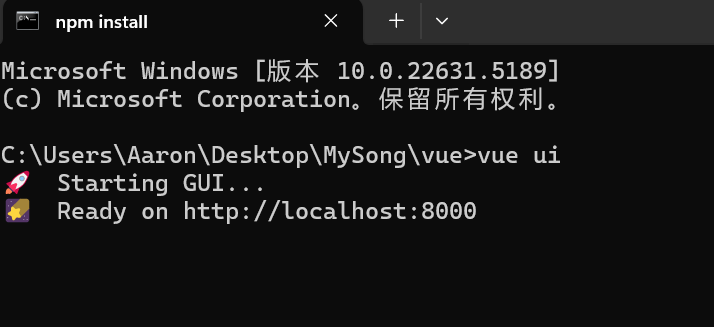 npm install
Microsoft Windows [版本 10.0.22631.5189]
(c) Microsoft Corporation。保留所有权利。
C:\Users\Aaron\Desktop\MySong\vue>vue ui
🚀  Starting GUI...
🌠  Ready on http://localhost:8000